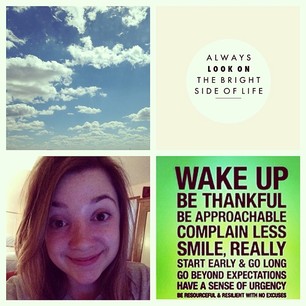 ALWAYS
LOOK ON
THE BRIGHT
SIDE OF LIFE
WAKE UP
BE THANKFUL
BE APPROACHABLE
COMPLAIN LESS
SMILE, REALLY
START EARLY & GO LONG
GO BEYOND EXPECTATIONS
HAVE A SENSE OF URGENCY
BE RESOURCEFUL & RESILIENT WITH NO EXCUSES